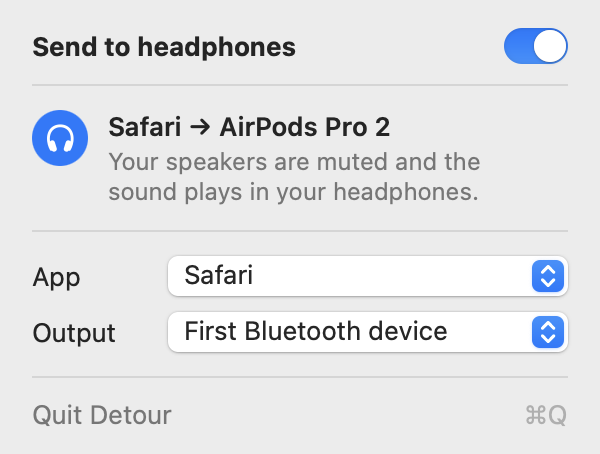 Send to headphones
Safari → AirPods Pro 2
Your speakers are muted and the
sound plays in your headphones.
App
Safari
Output
First Bluetooth device
Quit Detour
⌘Q